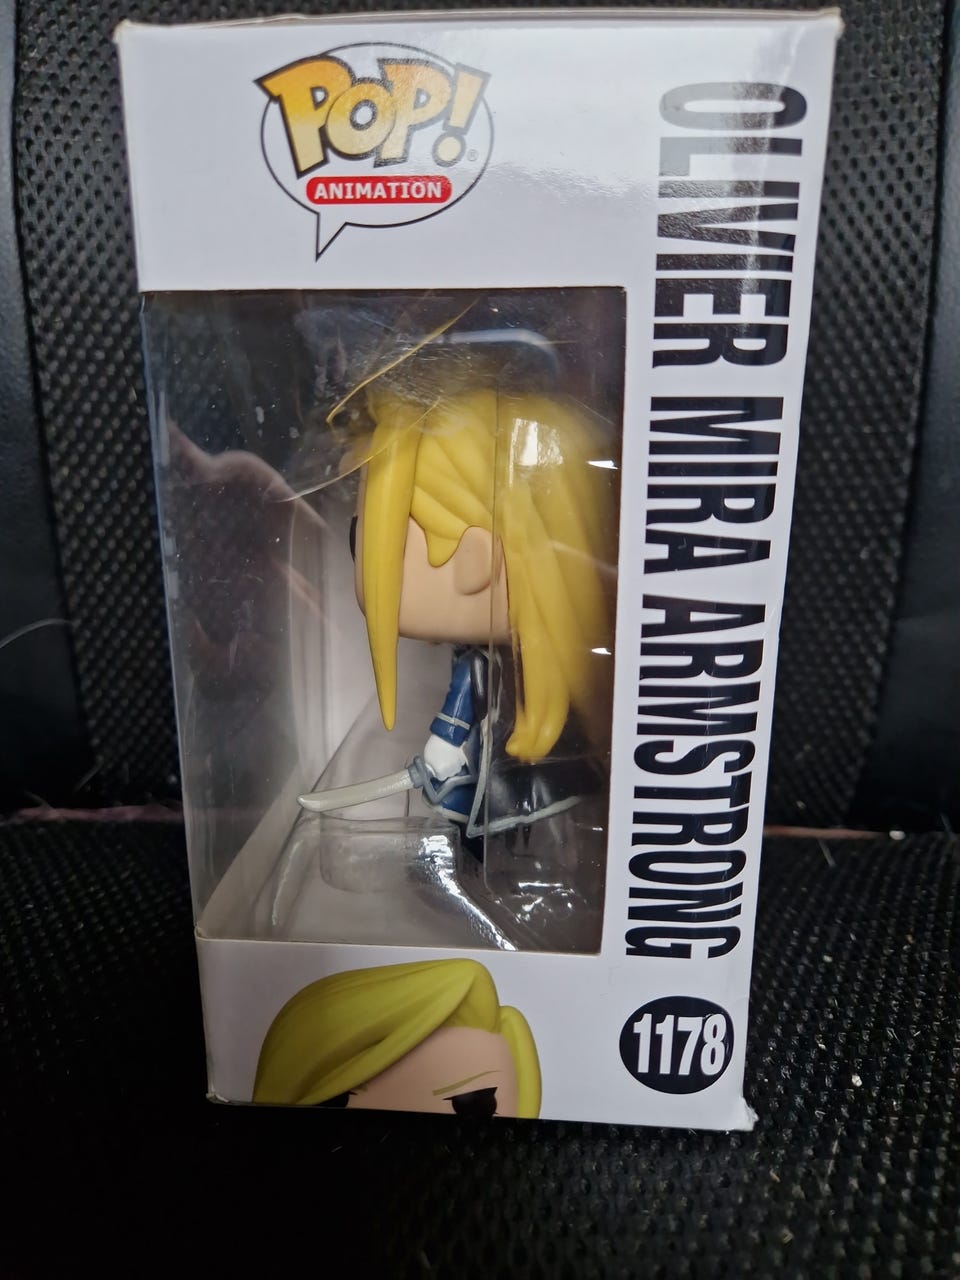 POP!
ANIMATION
OLIVIER MIRA ARMSTRONG
1178